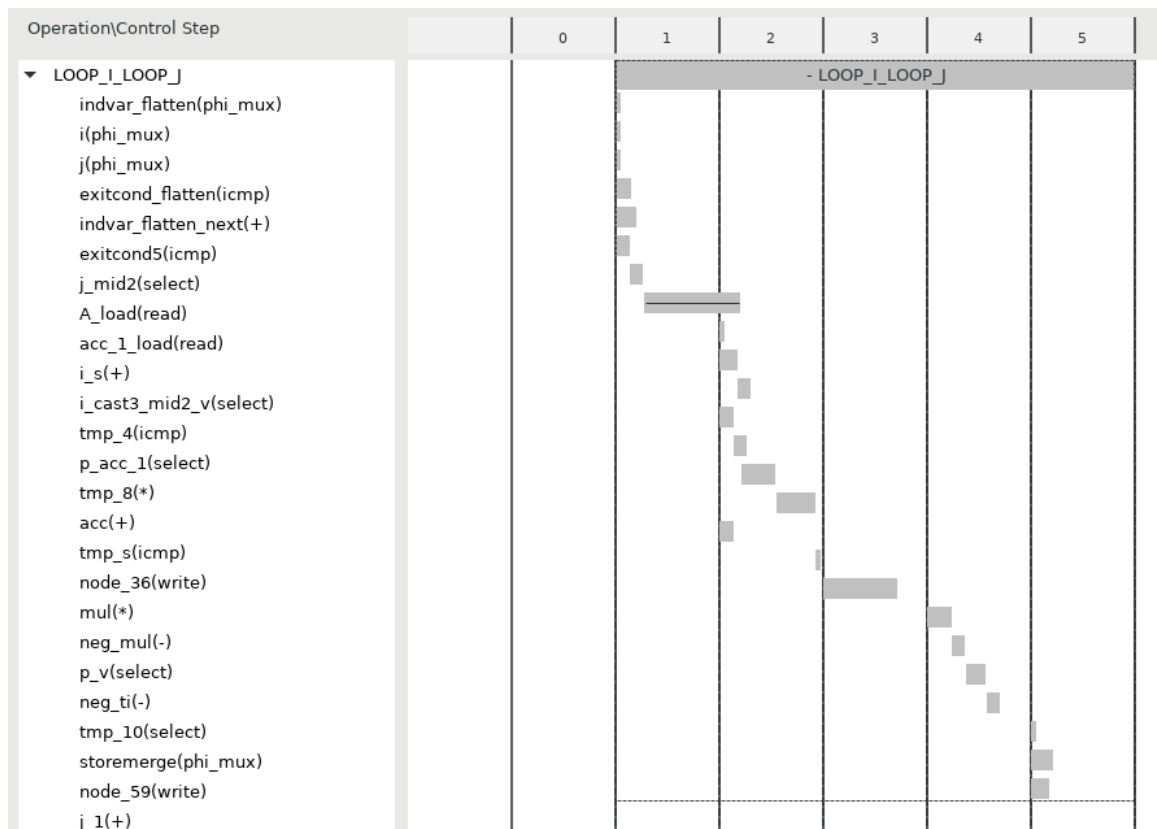 Operation\Control Step
0 1 2 3 4 5
LOOP_I_LOOP_J
- LOOP_I_LOOP_J
indvar_flatten(phi_mux)
i(phi_mux)
j(phi_mux)
exitcond_flatten(icmp)
indvar_flatten_next(+)
exitcond5(icmp)
j_mid2(select)
A_load(read)
acc_1_load(read)
i_s(+)
i_cast3_mid2_v(select)
tmp_4(icmp)
p_acc_1(select)
tmp_8(*)
acc(+)
tmp_s(icmp)
node_36(write)
mul(*)
neg_mul(-)
p_v(select)
neg_ti(-)
tmp_10(select)
storemerge(phi_mux)
node_59(write)
j_1(+)